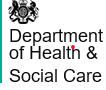 Department
of Health &
Social Care